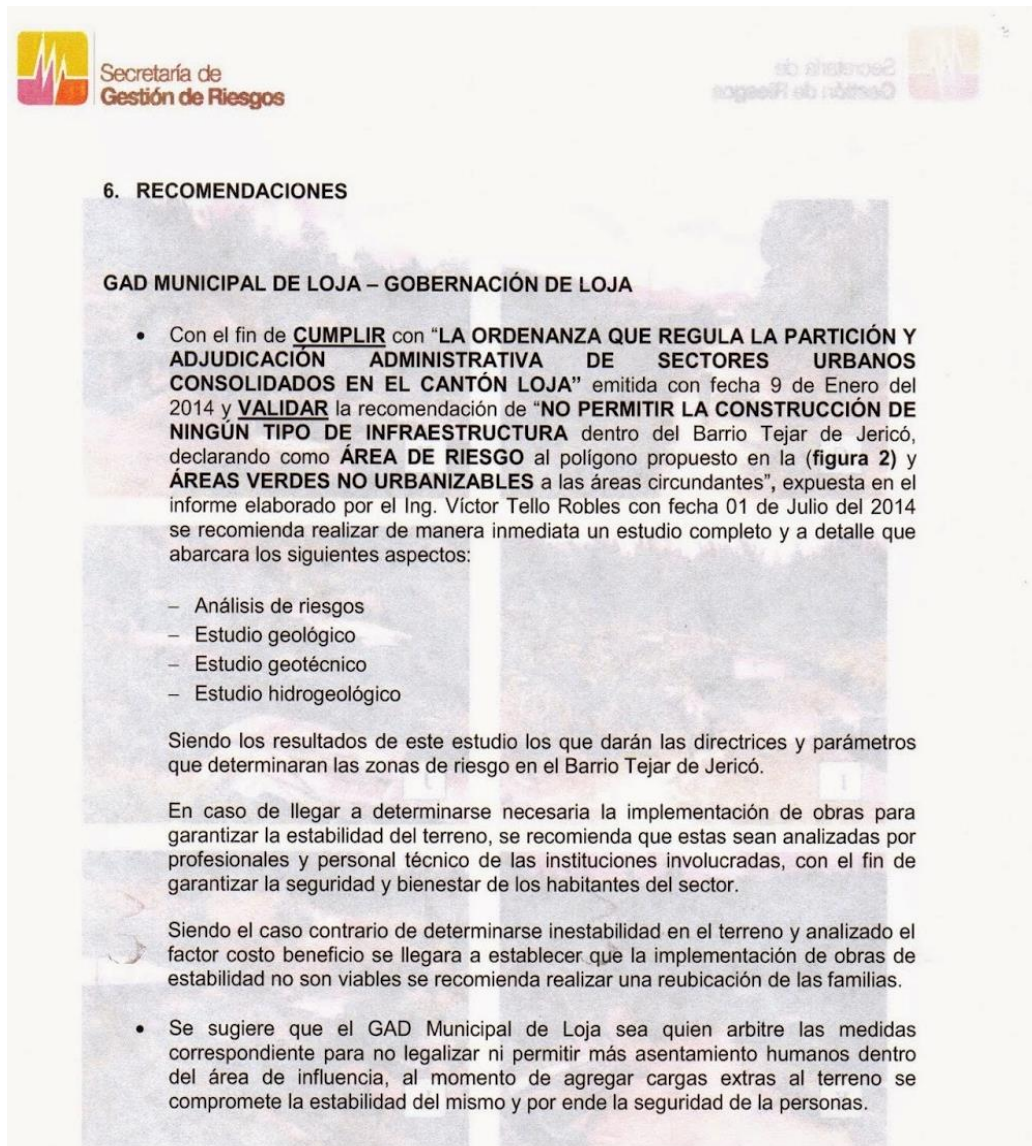 Secretaría de
Gestión de Riesgos
6. RECOMENDACIONES
GAD MUNICIPAL DE LOJA – GOBERNACIÓN DE LOJA
• Con el fin de CUMPLIR con “LA ORDENANZA QUE REGULA LA PARTICIÓN Y
ADJUDICACIÓN ADMINISTRATIVA DE SECTORES URBANOS
CONSOLIDADOS EN EL CANTÓN LOJA” emitida con fecha 9 de Enero del
2014 y VALIDAR la recomendación de “NO PERMITIR LA CONSTRUCCIÓN DE
NINGÚN TIPO DE INFRAESTRUCTURA dentro del Barrio Tejar de Jericó,
declarando como ÁREA DE RIESGO al polígono propuesto en la (figura 2) y
ÁREAS VERDES NO URBANIZABLES a las áreas circundantes”, expuesta en el
informe elaborado por el Ing. Víctor Tello Robles con fecha 01 de Julio del 2014
se recomienda realizar de manera inmediata un estudio completo y a detalle que
abarcara los siguientes aspectos:
– Análisis de riesgos
– Estudio geológico
– Estudio geotécnico
– Estudio hidrogeológico
Siendo los resultados de este estudio los que darán las directrices y parámetros
que determinaran las zonas de riesgo en el Barrio Tejar de Jericó.
En caso de llegar a determinarse necesaria la implementación de obras para
garantizar la estabilidad del terreno, se recomienda que estas sean analizadas por
profesionales y personal técnico de las instituciones involucradas, con el fin de
garantizar la seguridad y bienestar de los habitantes del sector.
Siendo el caso contrario de determinarse inestabilidad en el terreno y analizado el
factor costo beneficio se llegara a establecer que la implementación de obras de
estabilidad no son viables se recomienda realizar una reubicación de las familias.
• Se sugiere que el GAD Municipal de Loja sea quien arbitre las medidas
correspondiente para no legalizar ni permitir más asentamiento humanos dentro
del área de influencia, al momento de agregar cargas extras al terreno se
compromete la estabilidad del mismo y por ende la seguridad de la personas.